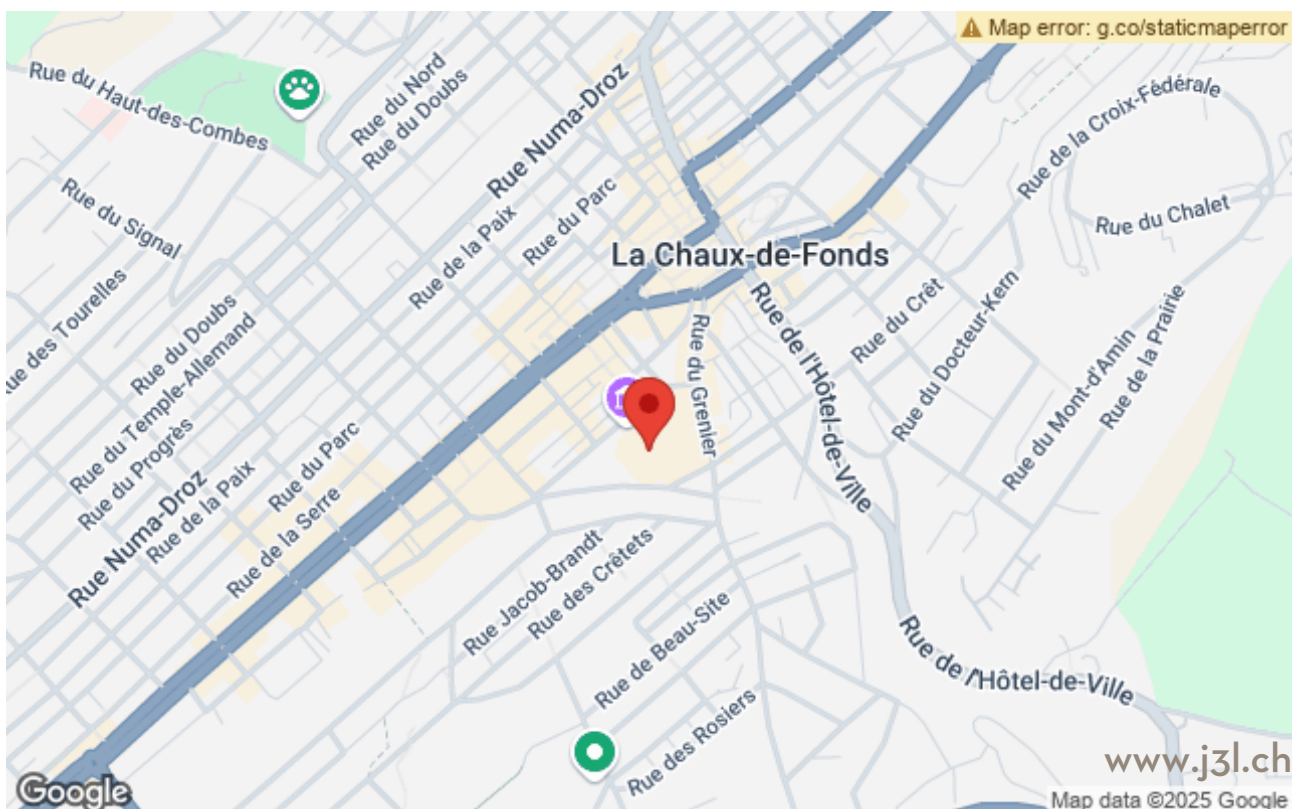 Map error: g.co/staticmaperror
Rue du Haut-des-Combes
Rue du Nord
Rue du Doubs
Rue Numa-Droz
Rue de la Croix-Fédérale
Rue du Signal
Rue de la Paix
Rue du Parc
Rue du Chalet
La Chaux-de-Fonds
ue des Tourelles
Rue du Doubs
Rue du Temple-Allemand
Rue du Progrès
Rue de la Paix
Rue Numa-Droz
Rue du Parc
Rue de la Serre
Rue du Grenier
Rue de l'Hôtel-de-Ville
Rue du Crêt
Rue du Docteur-Kern
Rue du Mont-d'Amin
Rue de la Prairie
Rue Jacob-Brandt
Rue des Crêtets
Rue de Beau-Site
Rue des Rosiers
Rue de l'Hôtel-de-Ville
www.j3l.ch
Google
Map data ©2025 Google